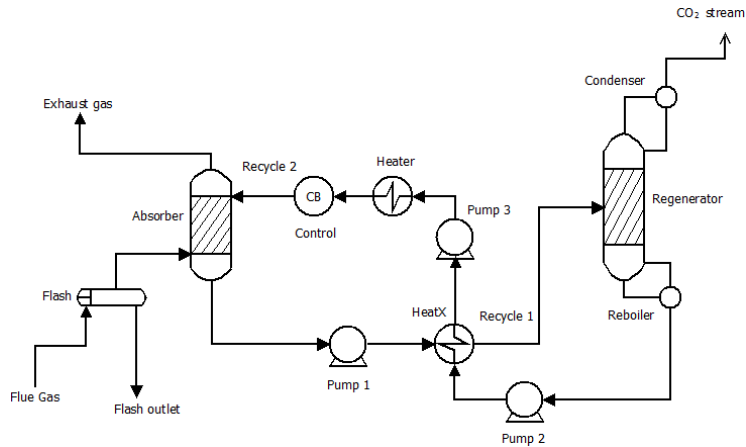 CO₂ stream
Condenser
Exhaust gas
Recycle 2
Heater
Absorber
CB
Control
Pump 3
Regenerator
Flash
HeatX
Recycle 1
Reboiler
Flue Gas
Flash outlet
Pump 1
Pump 2